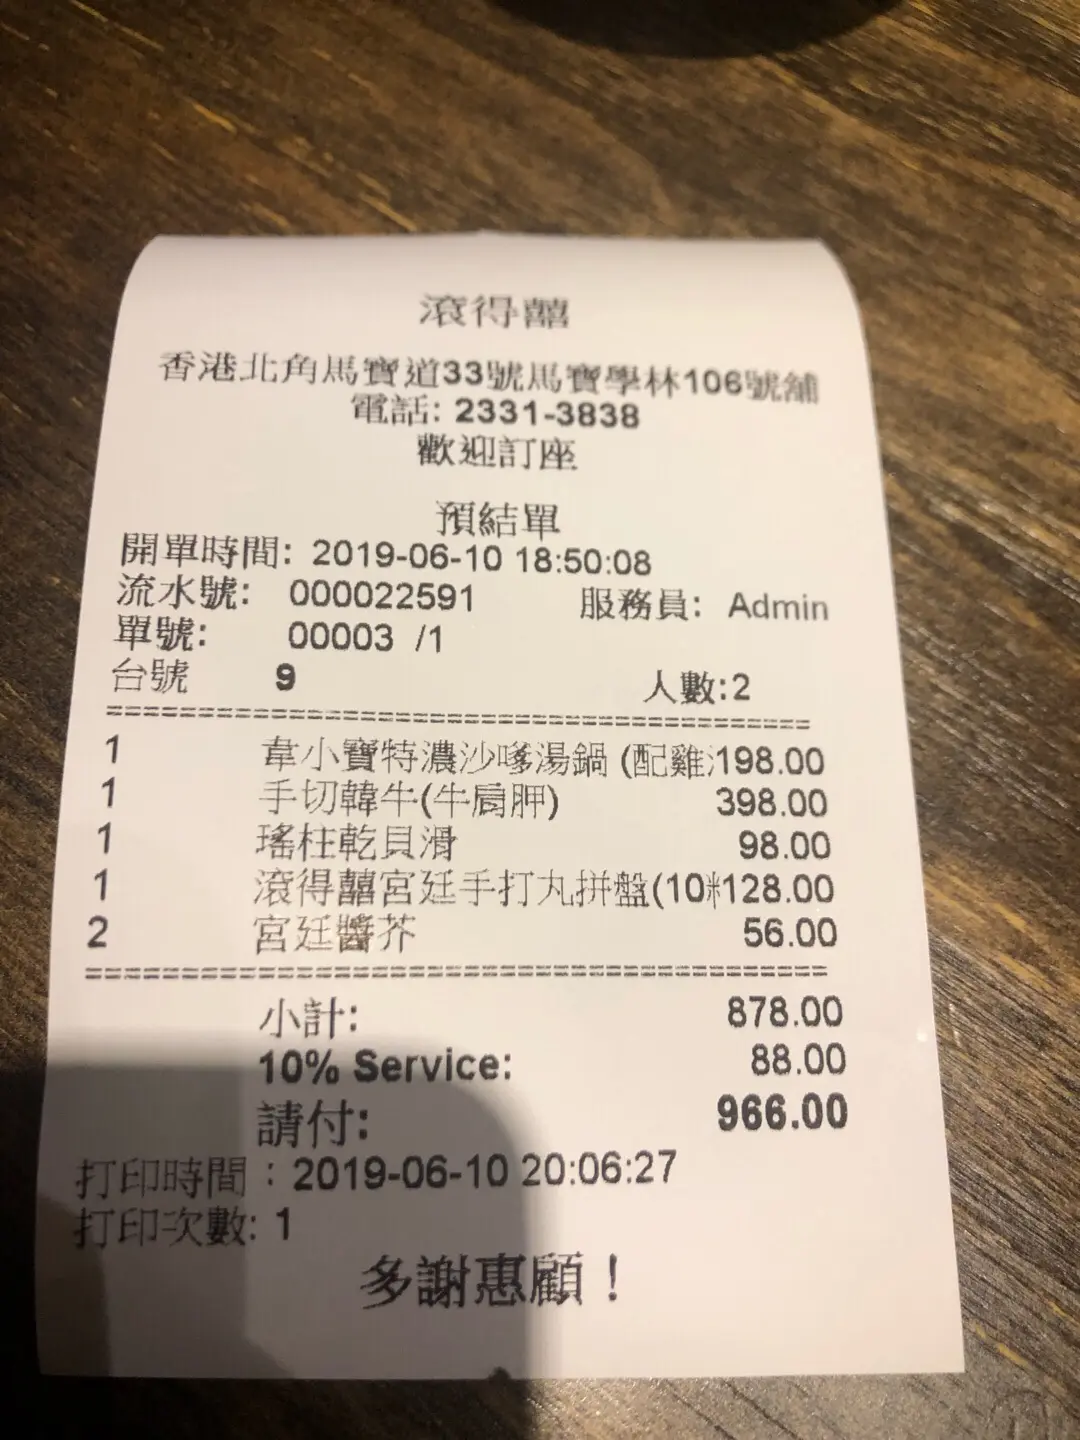 滾得囍
香港北角馬寶道33號馬寶學林106號舖
電話: 2331-3838
歡迎訂座
預結單
開單時間: 2019-06-10 18:50:08
流水號: 000022591 服務員: Admin
單號: 00003 /1
台號 9 人數:2
1 韋小寶特濃沙嗲湯鍋 (配雞 198.00
1 手切韓牛(牛肩胛) 398.00
1 瑤柱乾貝滑 98.00
1 滾得囍宮廷手打丸拼盤(10 128.00
2 宮廷醬芥 56.00
小計: 878.00
10% Service: 88.00
請付: 966.00
打印時間 : 2019-06-10 20:06:27
打印次數: 1
多謝惠顧！